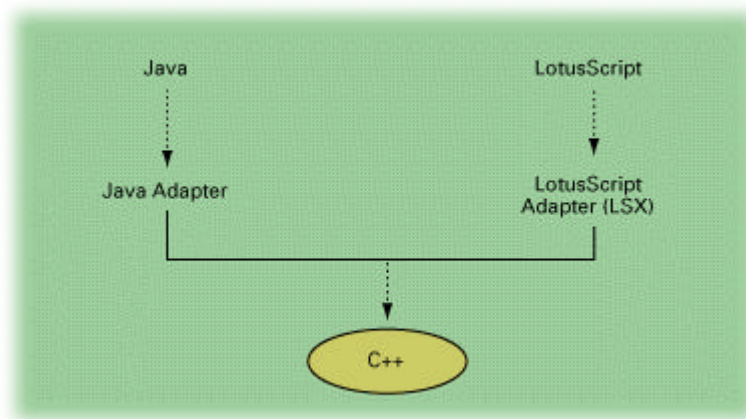 Java
LotusScript
Java Adapter
LotusScript
Adapter (LSX)
C++